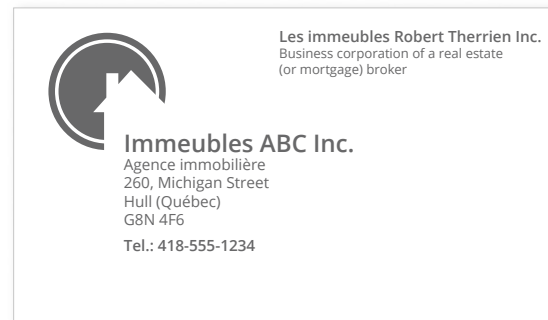 Les immeubles Robert Therrien Inc.
Business corporation of a real estate
(or mortgage) broker
Immeubles ABC Inc.
Agence immobilière
260, Michigan Street
Hull (Québec)
G8N 4F6
Tel.: 418-555-1234